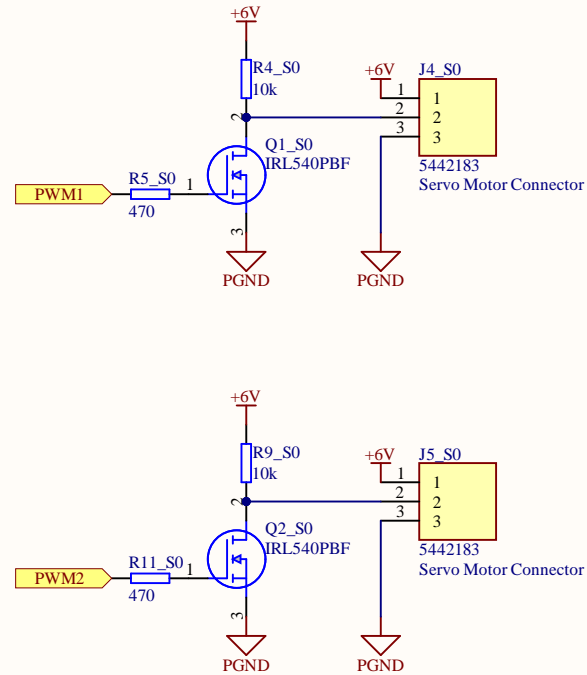 +6V
R4_S0
10k
+6V
J4_S0
1
1
2
2
2
3
3
Q1_S0
IRL540PBF
5442183
Servo Motor Connector
R5_S0
PWM1
1
470
3
PGND
PGND
+6V
R9_S0
10k
+6V
J5_S0
1
1
2
2
2
3
3
Q2_S0
IRL540PBF
5442183
Servo Motor Connector
R11_S0
PWM2
1
470
3
PGND
PGND